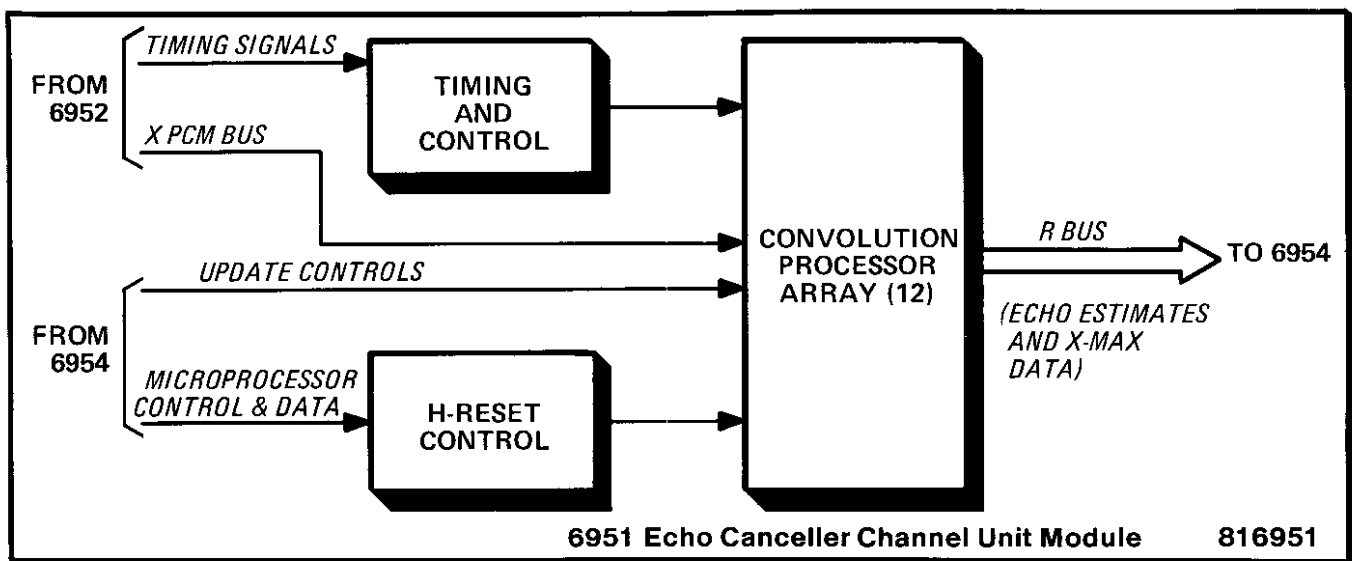 TIMING SIGNALS
FROM
6952
X PCM BUS
TIMING
AND
CONTROL
UPDATE CONTROLS
FROM
6954
MICROPROCESSOR
CONTROL & DATA
H-RESET
CONTROL
CONVOLUTION
PROCESSOR
ARRAY (12)
R BUS
TO 6954
(ECHO ESTIMATES
AND X-MAX
DATA)
6951 Echo Canceller Channel Unit Module 816951